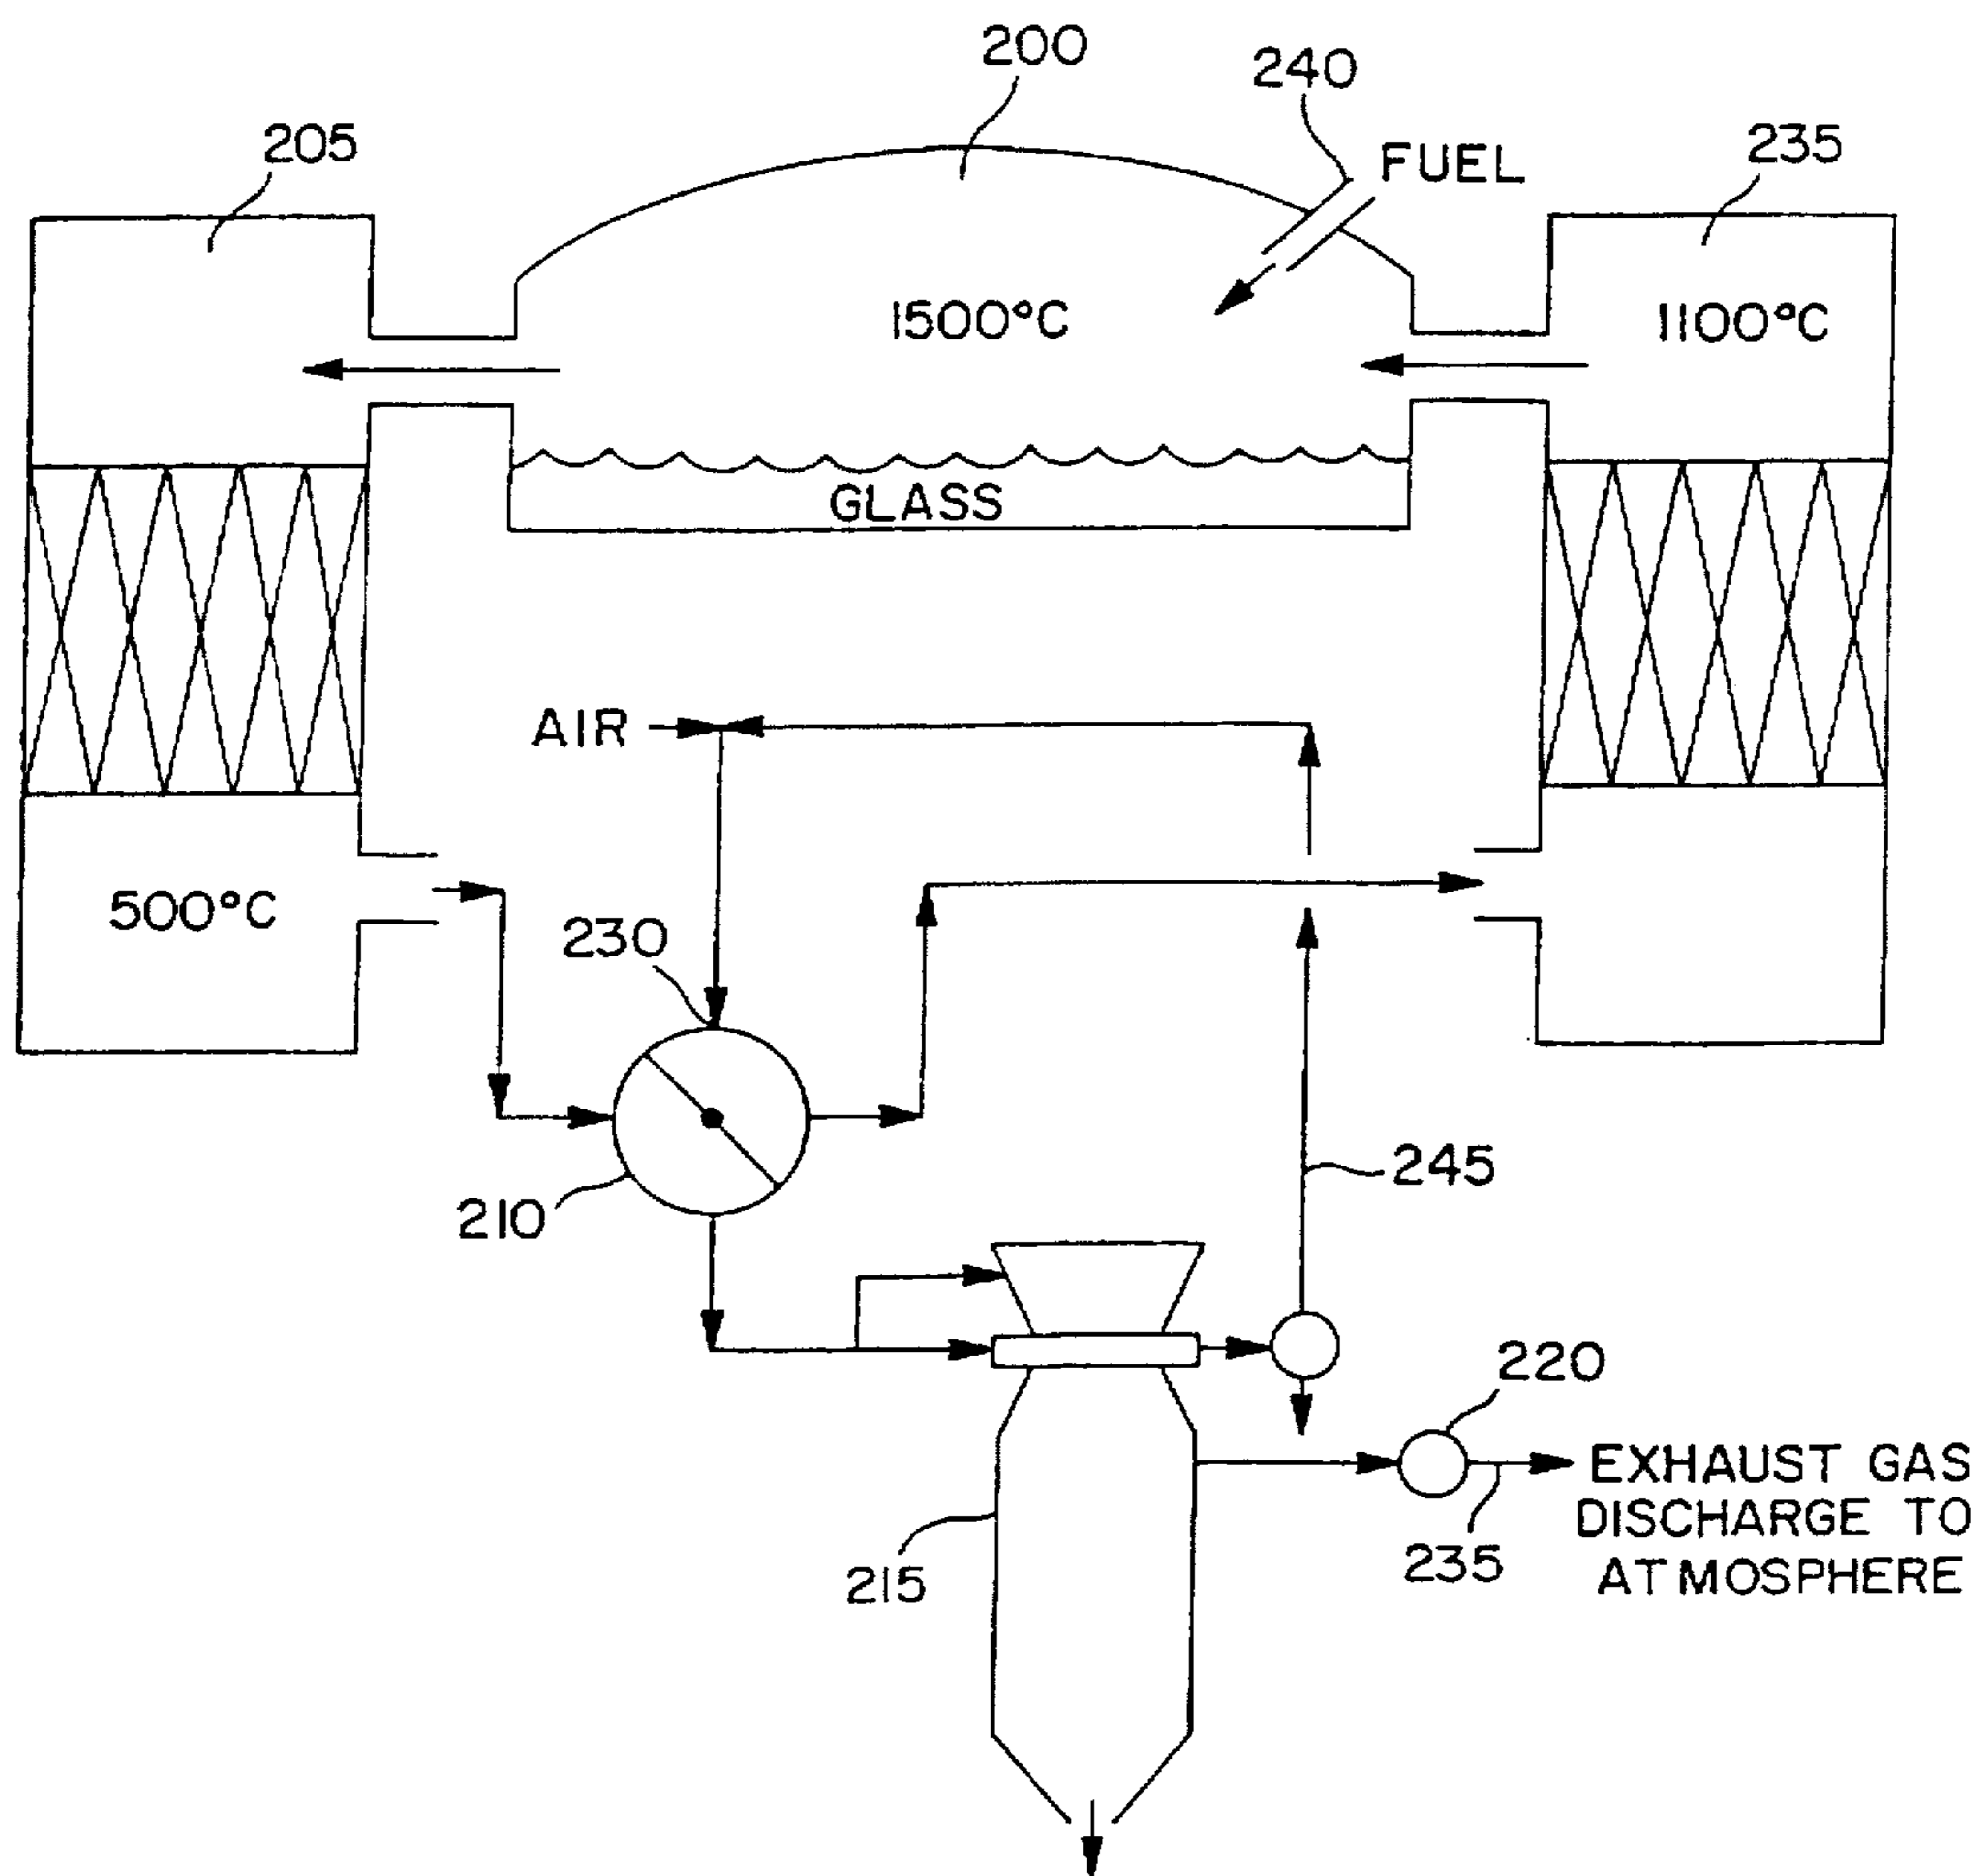 200
240
205
FUEL
235
1500°C
1100°C
GLASS
AIR
500°C
230
245
210
220
EXHAUST GAS
DISCHARGE TO
235
ATMOSPHERE
215